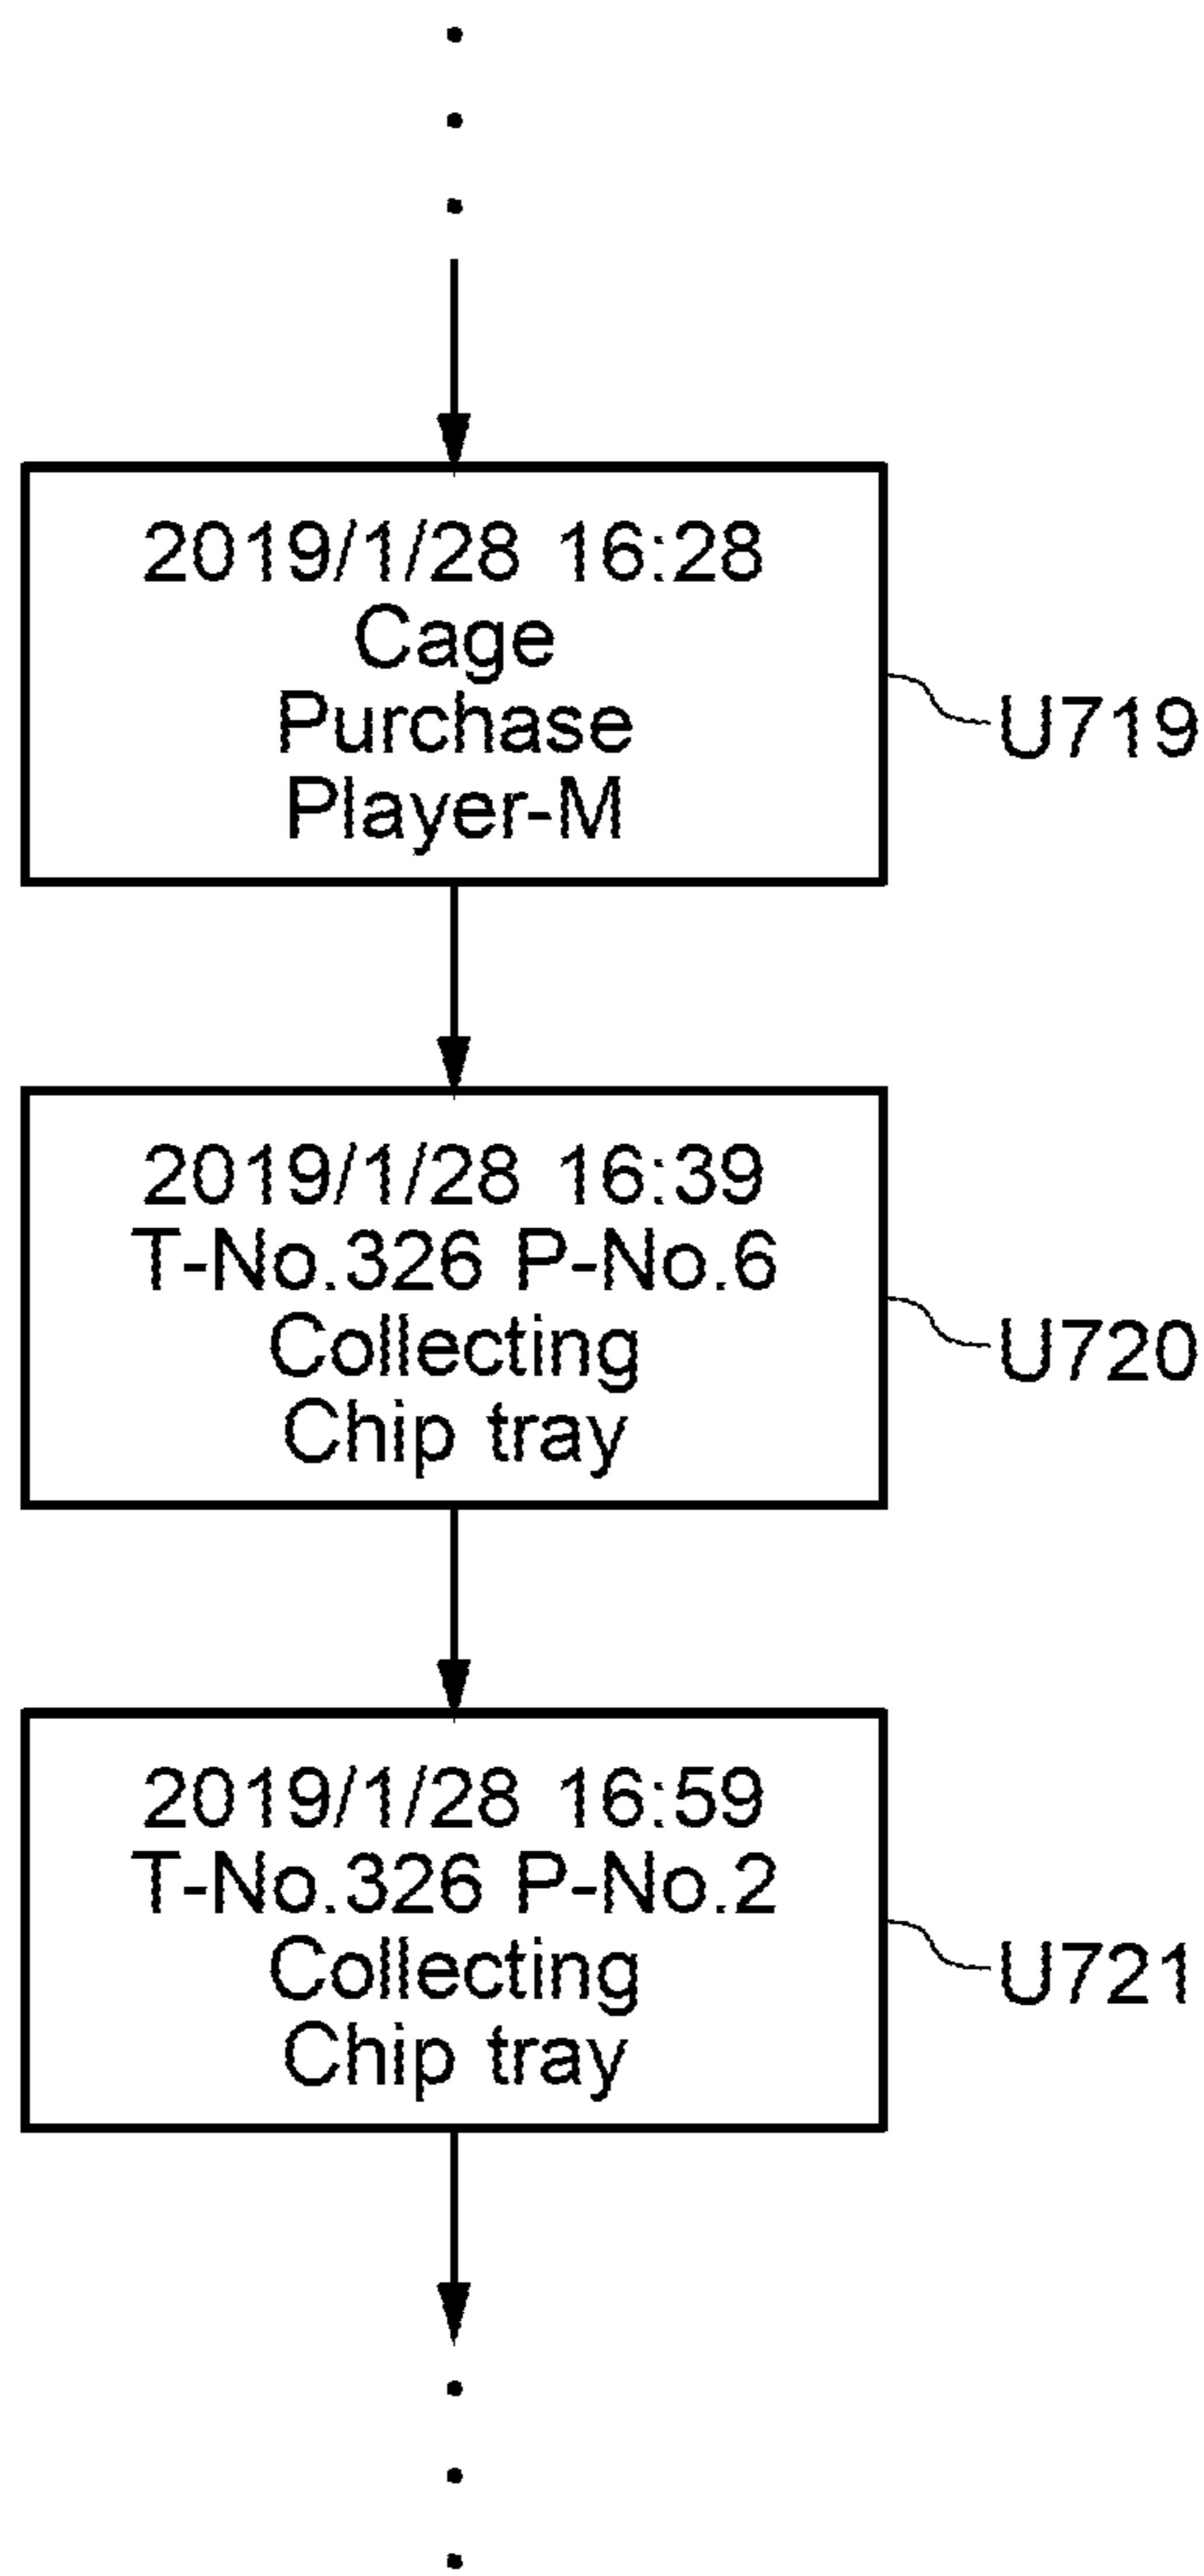 2019/1/28 16:28
Cage
Purchase
Player-M
U719
2019/1/28 16:39
T-No.326 P-No.6
Collecting
Chip tray
U720
2019/1/28 16:59
T-No.326 P-No.2
Collecting
Chip tray
U721